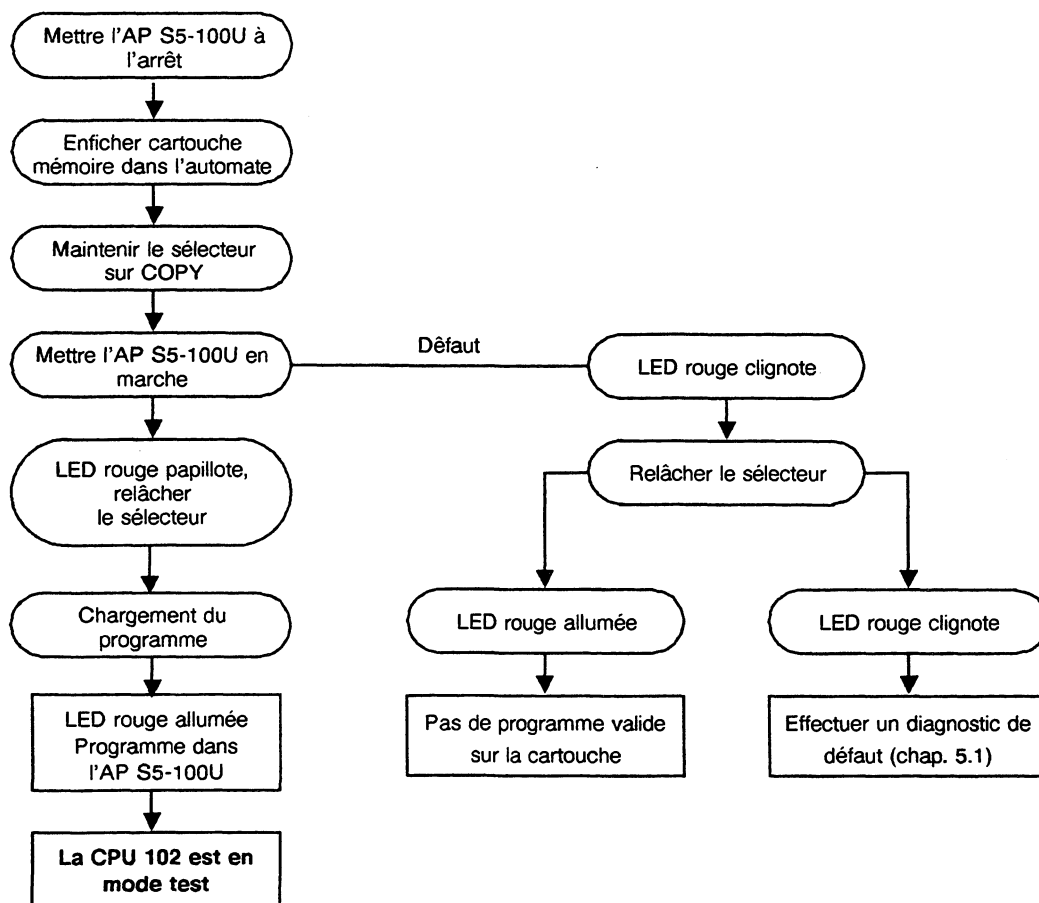 Mettre l'AP S5-100U à
l'arrêt
Enficher cartouche
mémoire dans l'automate
Maintenir le sélecteur
sur COPY
Mettre l'AP S5-100U en
marche
Dêfaut
LED rouge clignote
LED rouge papillote,
relâcher
le sélecteur
Relâcher le sélecteur
Chargement du
programme
LED rouge allumée
LED rouge clignote
LED rouge allumée
Programme dans
l'AP S5-100U
Pas de programme valide
sur la cartouche
Effectuer un diagnostic de
défaut (chap. 5.1)
La CPU 102 est en
mode test